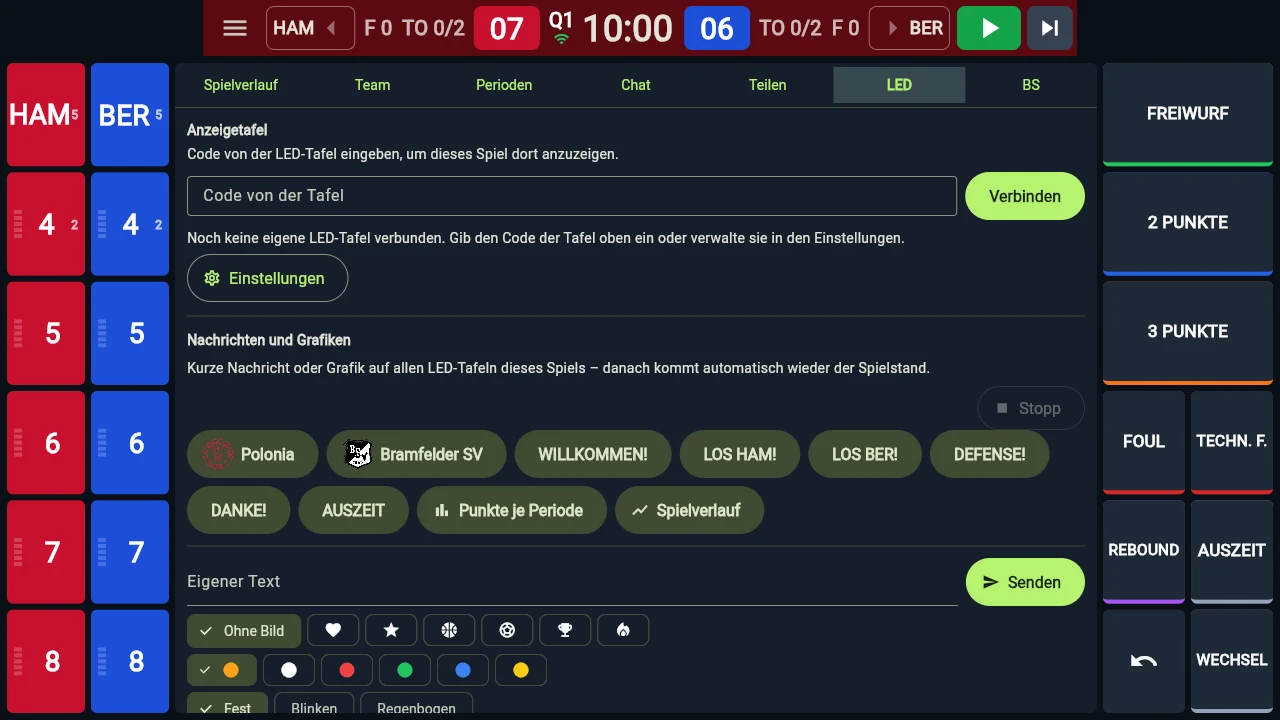 HAM F 0 TO 0/2 07 Q1 10:00 06 TO 0/2 F 0 BER
HAM 5 BER 5
4 2 4 2
5 5
6 6
7 7
8 8
Spielverlauf Team Perioden Chat Teilen LED BS
Anzeigetafel
Code von der LED-Tafel eingeben, um dieses Spiel dort anzuzeigen.
Code von der Tafel Verbinden
Noch keine eigene LED-Tafel verbunden. Gib den Code der Tafel oben ein oder verwalte sie in den Einstellungen.
Einstellungen
Nachrichten und Grafiken
Kurze Nachricht oder Grafik auf allen LED-Tafeln dieses Spiels – danach kommt automatisch wieder der Spielstand.
Stopp
Polonia Bramfelder SV WILLKOMMEN! LOS HAM! LOS BER! DEFENSE!
DANKE! AUSZEIT Punkte je Periode Spielverlauf
Eigener Text Senden
Ohne Bild
Fest Blinken Regenbogen
FREIWURF
2 PUNKTE
3 PUNKTE
FOUL TECHN. F.
REBOUND AUSZEIT
WECHSEL